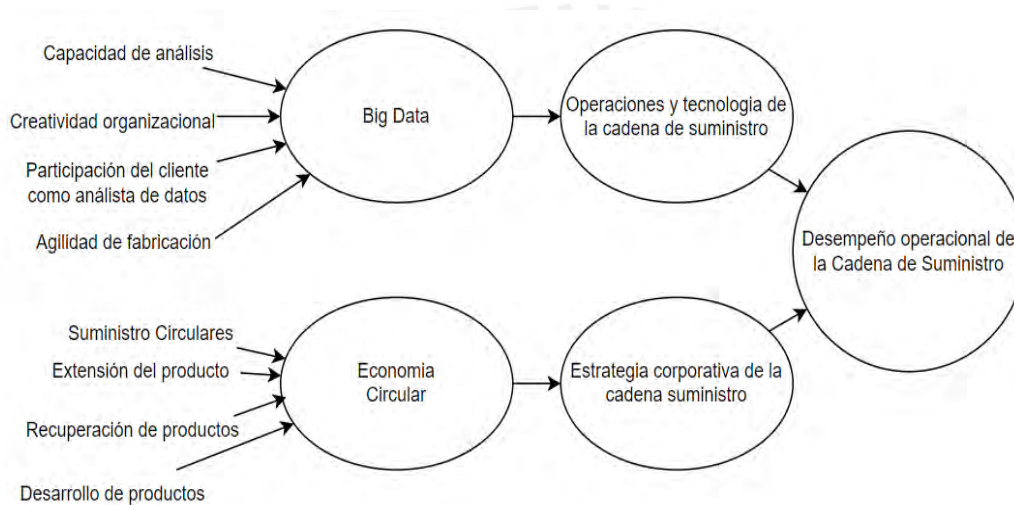 Capacidad de análisis
Creatividad organizacional
Participación del cliente
como análista de datos
Agilidad de fabricación
Big Data
Operaciones y tecnologia de
la cadena de suministro
Desempeño operacional de
la Cadena de Suministro
Suministro Circulares
Extensión del producto
Recuperación de productos
Desarrollo de productos
Economia
Circular
Estrategia corporativa de la
cadena suministro